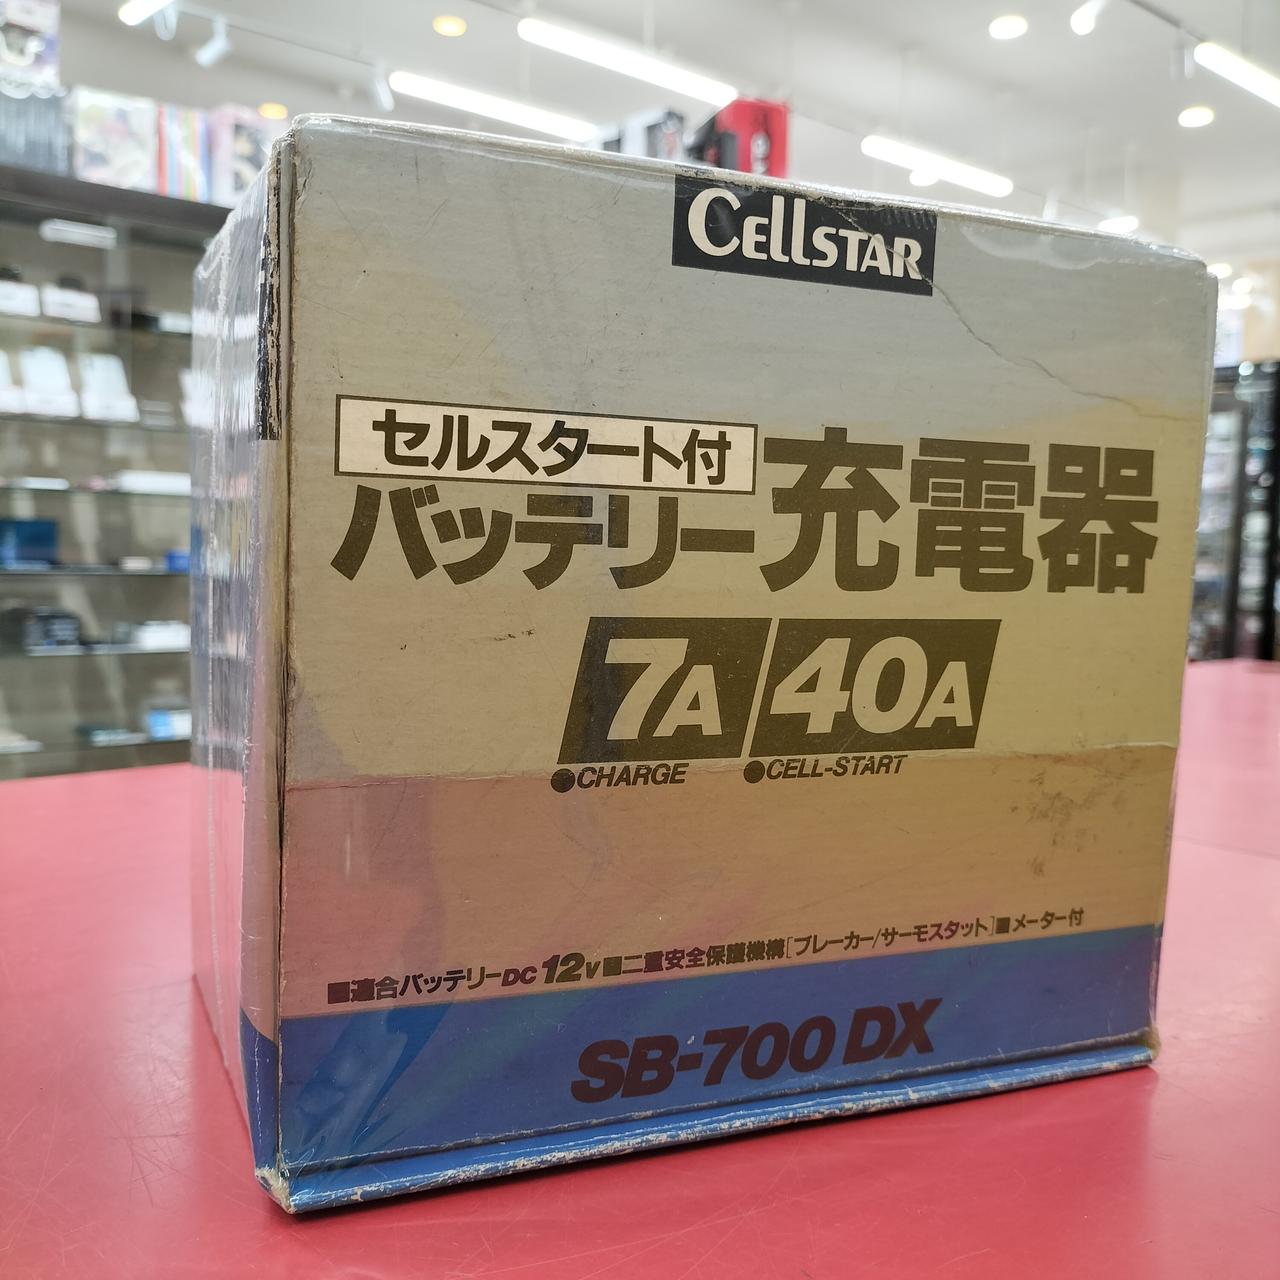 CELLSTAR
セルスタート付
バッテリー充電器
7A 40A
●CHARGE ●CELL-START
■適合バッテリーDC12V■二重安全保護機構[ブレーカー/サーモスタット]■メーター付
SB-700 DX